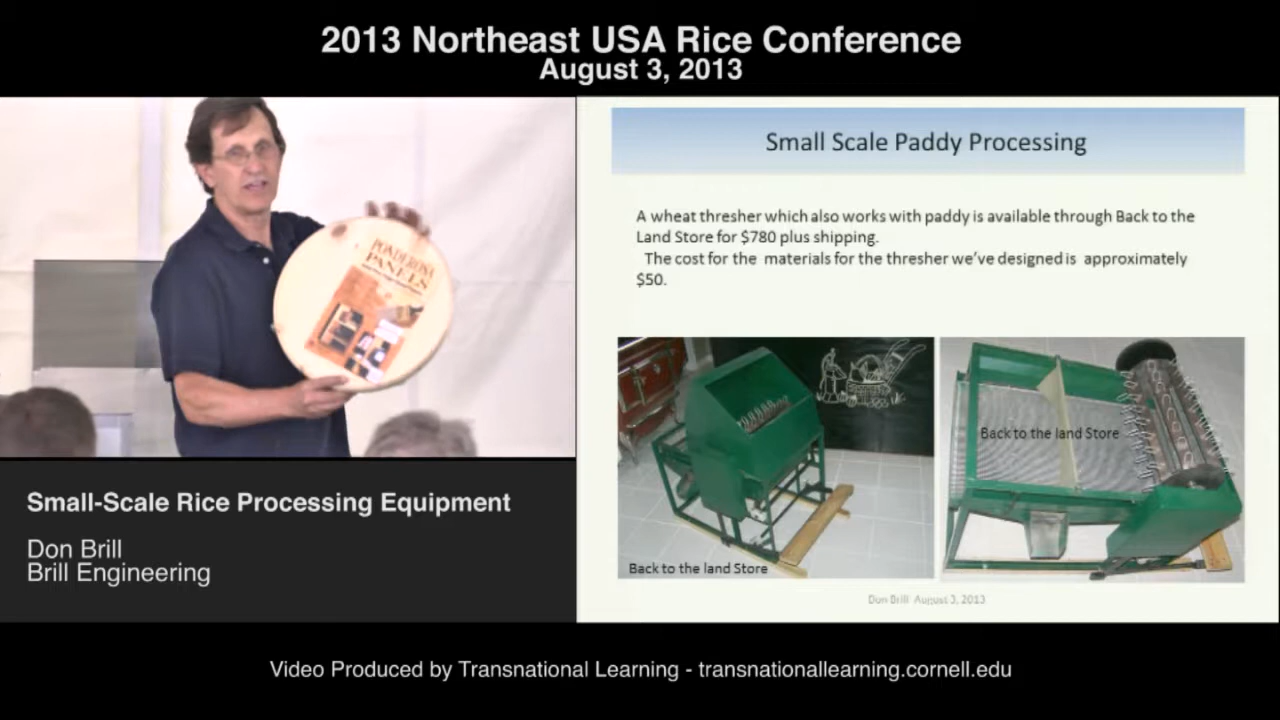 2013 Northeast USA Rice Conference
August 3, 2013
PONDEROSA
PANELS
Small Scale Paddy Processing
A wheat thresher which also works with paddy is available through Back to the
Land Store for $780 plus shipping.
The cost for the materials for the thresher we've designed is approximately
$50.
Back to the land Store
Back to the land Store
Don Brill August 3, 2013
Small-Scale Rice Processing Equipment
Don Brill
Brill Engineering
Video Produced by Transnational Learning - transnationallearning.cornell.edu